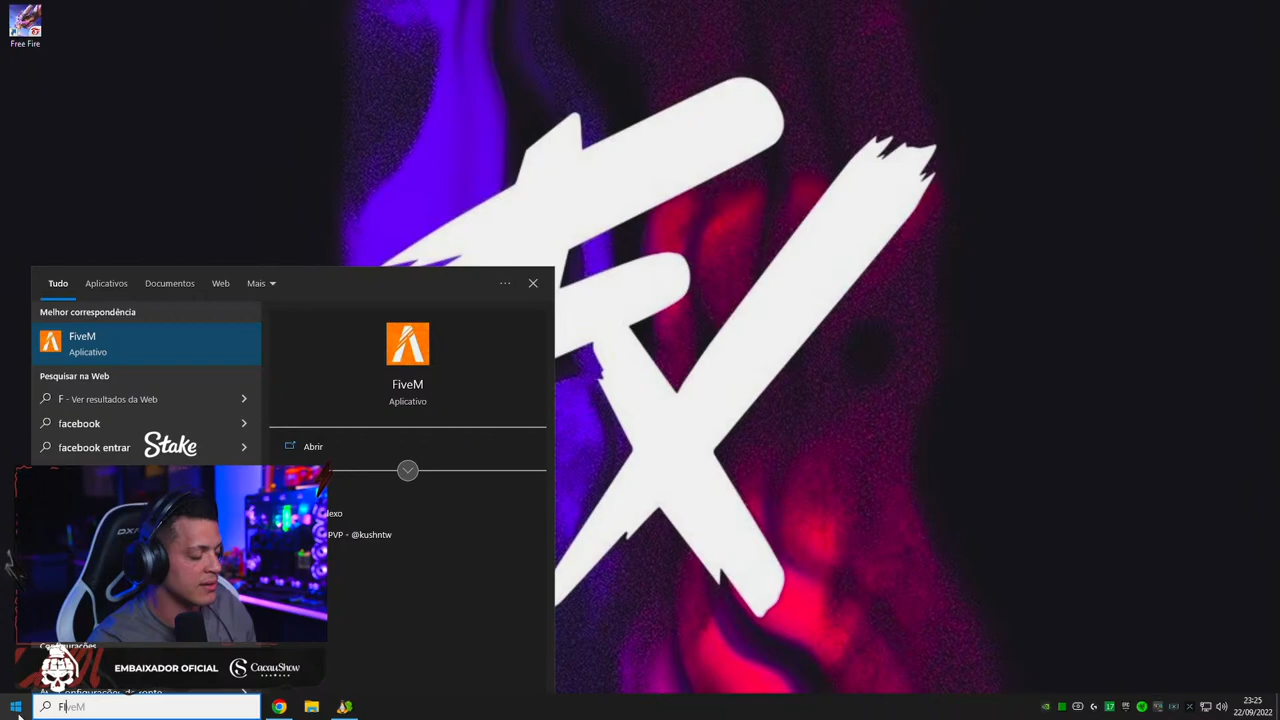 Free Fire
Tudo
Aplicativos
Documentos
Web
Mais
Melhor correspondência
FiveM
Aplicativo
Pesquisar na Web
F - Ver resultados da Web
facebook
facebook entrar
Stake
FiveM
Aplicativo
Abrir
PVP - @kushntw
EMBAIXADOR OFICIAL
CacauShow
FiveM
17
23:25
22/09/2022